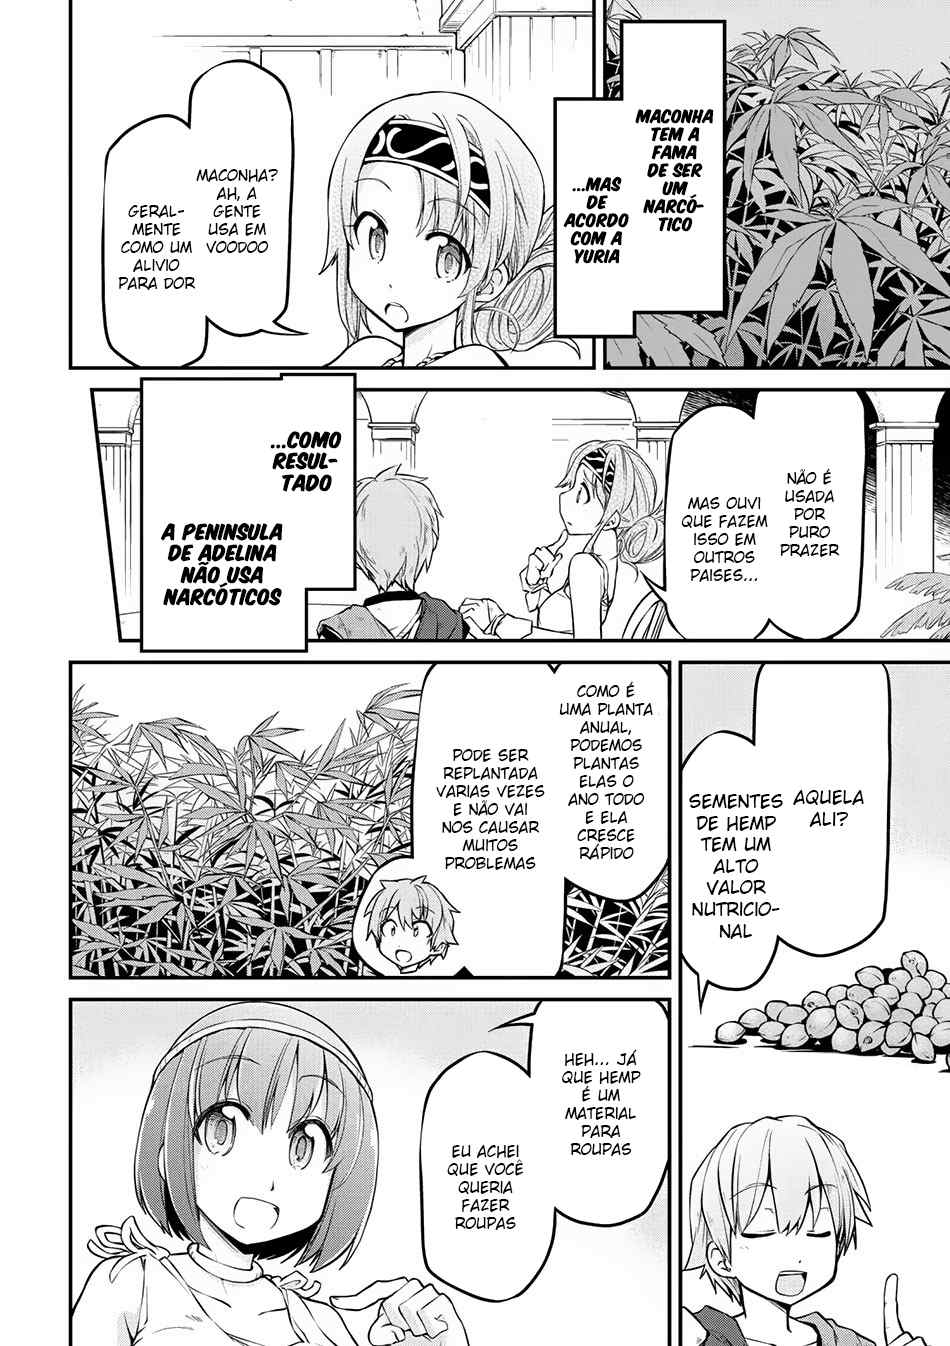 MACONHA
TEM A
FAMA
DE SER
UM
NARCÓ-
TICO
...MAS
DE
ACORDO
COM A
YURIA
MACONHA?
AH, A
GENTE
USA EM
VOODOO
GERAL-
MENTE
COMO UM
ALIVIO
PARA DOR
NÃO É
USADA
POR
PURO
PRAZER
MAS OUVI
QUE FAZEM
ISSO EM
OUTROS
PAISES...
...COMO
RESUL-
TADO
A PENINSULA
DE ADELINA
NÃO USA
NARCÓTICOS
AQUELA
ALI?
SEMENTES
DE HEMP
TEM UM
ALTO
VALOR
NUTRICIO-
NAL
COMO É
UMA PLANTA
ANUAL,
PODEMOS
PLANTAS
ELAS O
ANO TODO
E ELA
CRESCE
RÁPIDO
PODE SER
REPLANTADA
VARIAS VEZES
E NÃO VAI
NOS CAUSAR
MUITOS
PROBLEMAS
HEH... JÁ
QUE HEMP
É UM
MATERIAL
PARA
ROUPAS
EU ACHEI
QUE VOCÊ
QUERIA
FAZER
ROUPAS